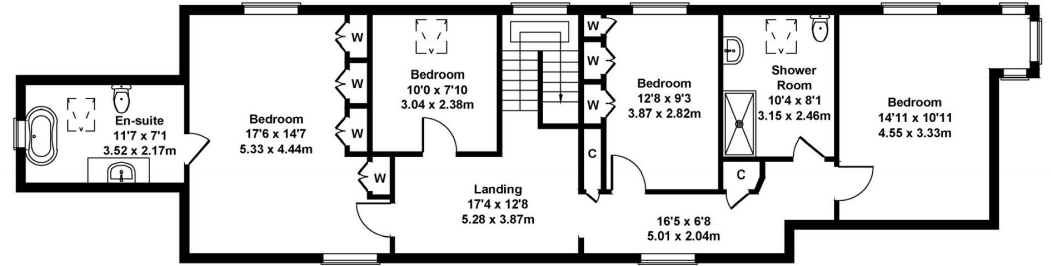 En-suite
11'7 x 7'1
3.52 x 2.17m
Bedroom
17'6 x 14'7
5.33 x 4.44m
W
W
W
W
Bedroom
10'0 x 7'10
3.04 x 2.38m
V
Landing
17'4 x 12'8
5.28 x 3.87m
W
W
W
C
Bedroom
12'8 x 9'3
3.87 x 2.82m
V
Shower
Room
10'4 x 8'1
3.15 x 2.46m
C
16'5 x 6'8
5.01 x 2.04m
Bedroom
14'11 x 10'11
4.55 x 3.33m